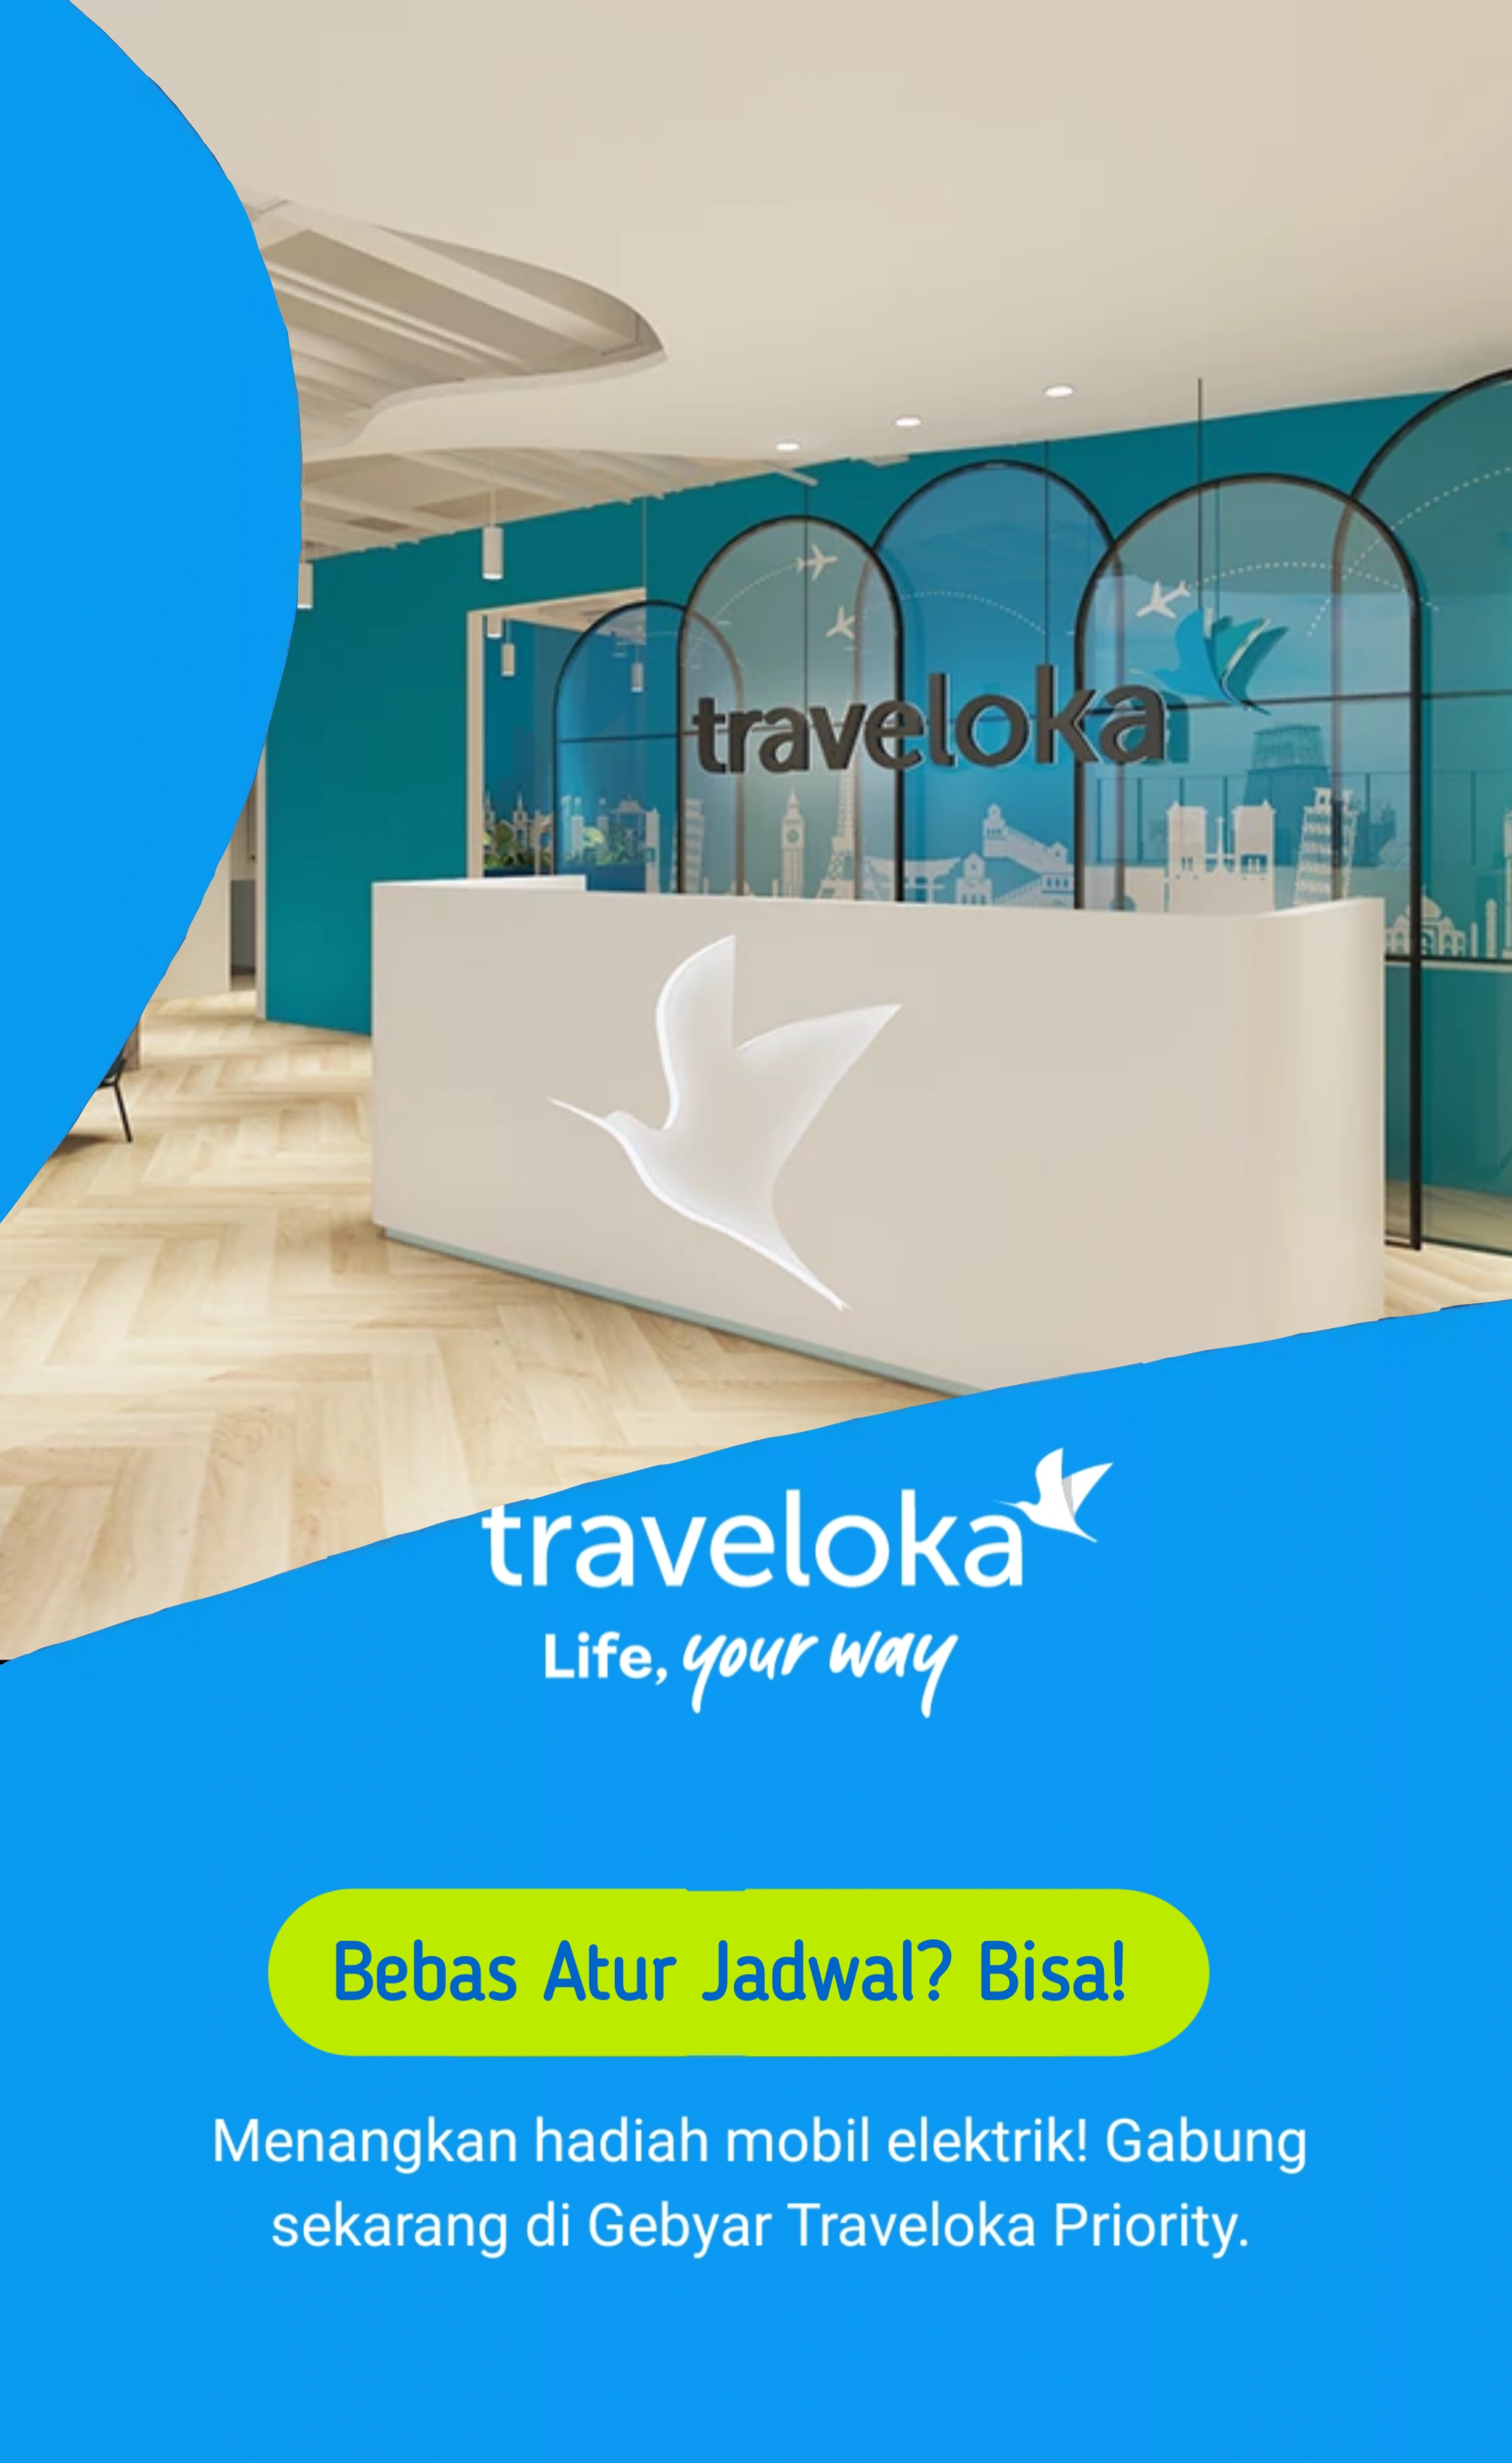 traveloka
traveloka
Life, your way
Bebas Atur Jadwal? Bisa!
Menangkan hadiah mobil elektrik! Gabung
sekarang di Gebyar Traveloka Priority.